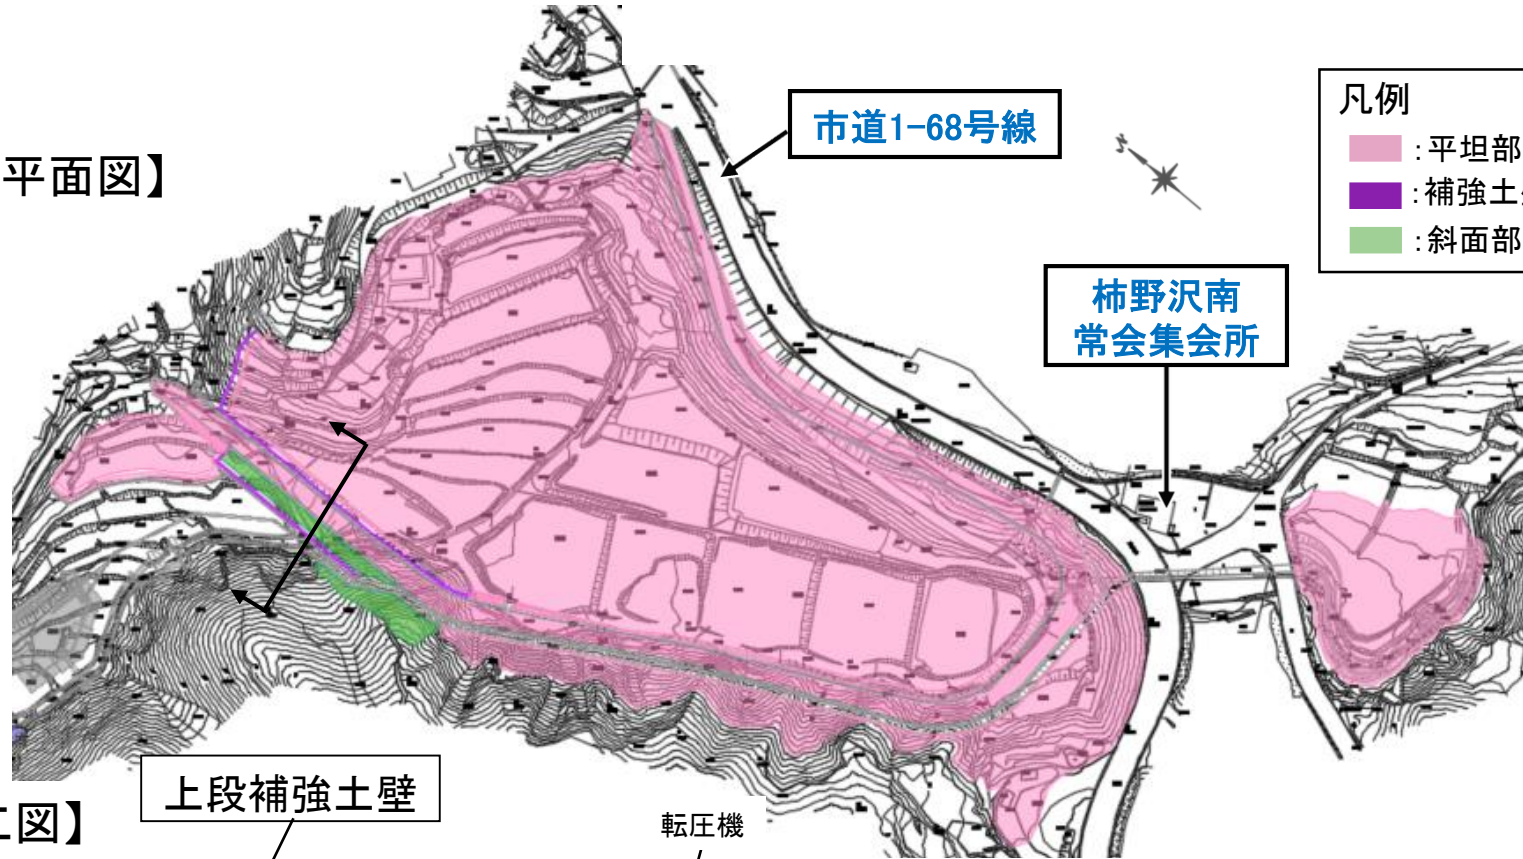 平面図】
市道1-68号線
凡例
:平坦部
:補強土
:斜面部
柿野沢南
常会集会所
上段補強土壁
図】
転圧機